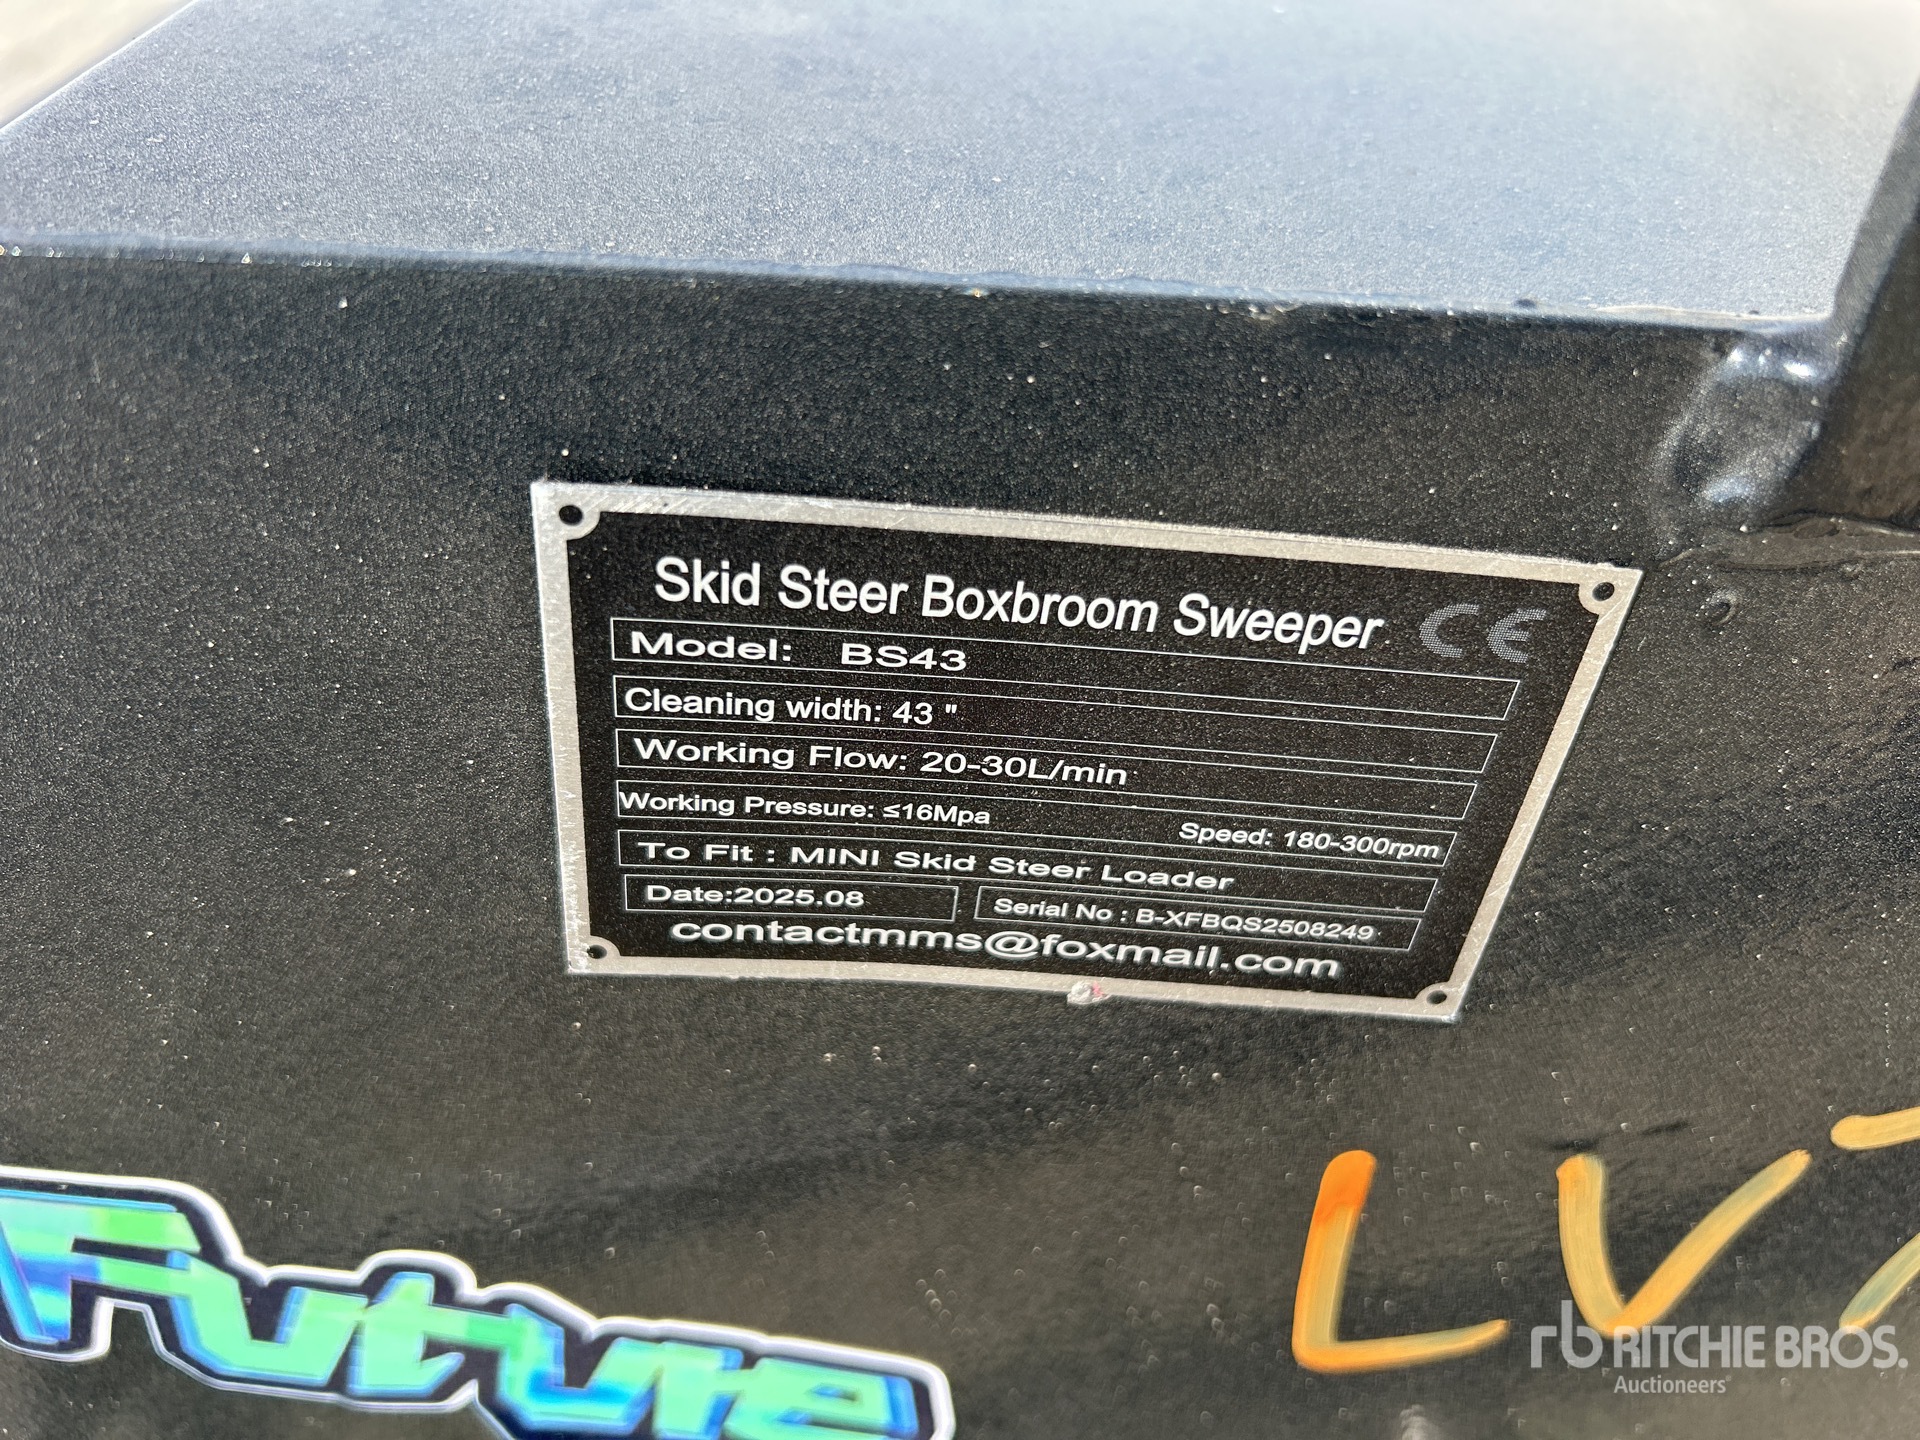 Skid Steer Boxbroom Sweeper CE
Model: BS43
Cleaning width: 43 "
Working Flow: 20-30L/min
Working Pressure: ≤16Mpa Speed: 180-300rpm
To Fit : MINI Skid Steer Loader
Date:2025.08 Serial No : B-XFBQS2508249
contactmms@foxmail.com
LV7
Future
rb RITCHIE BROS.
Auctioneers